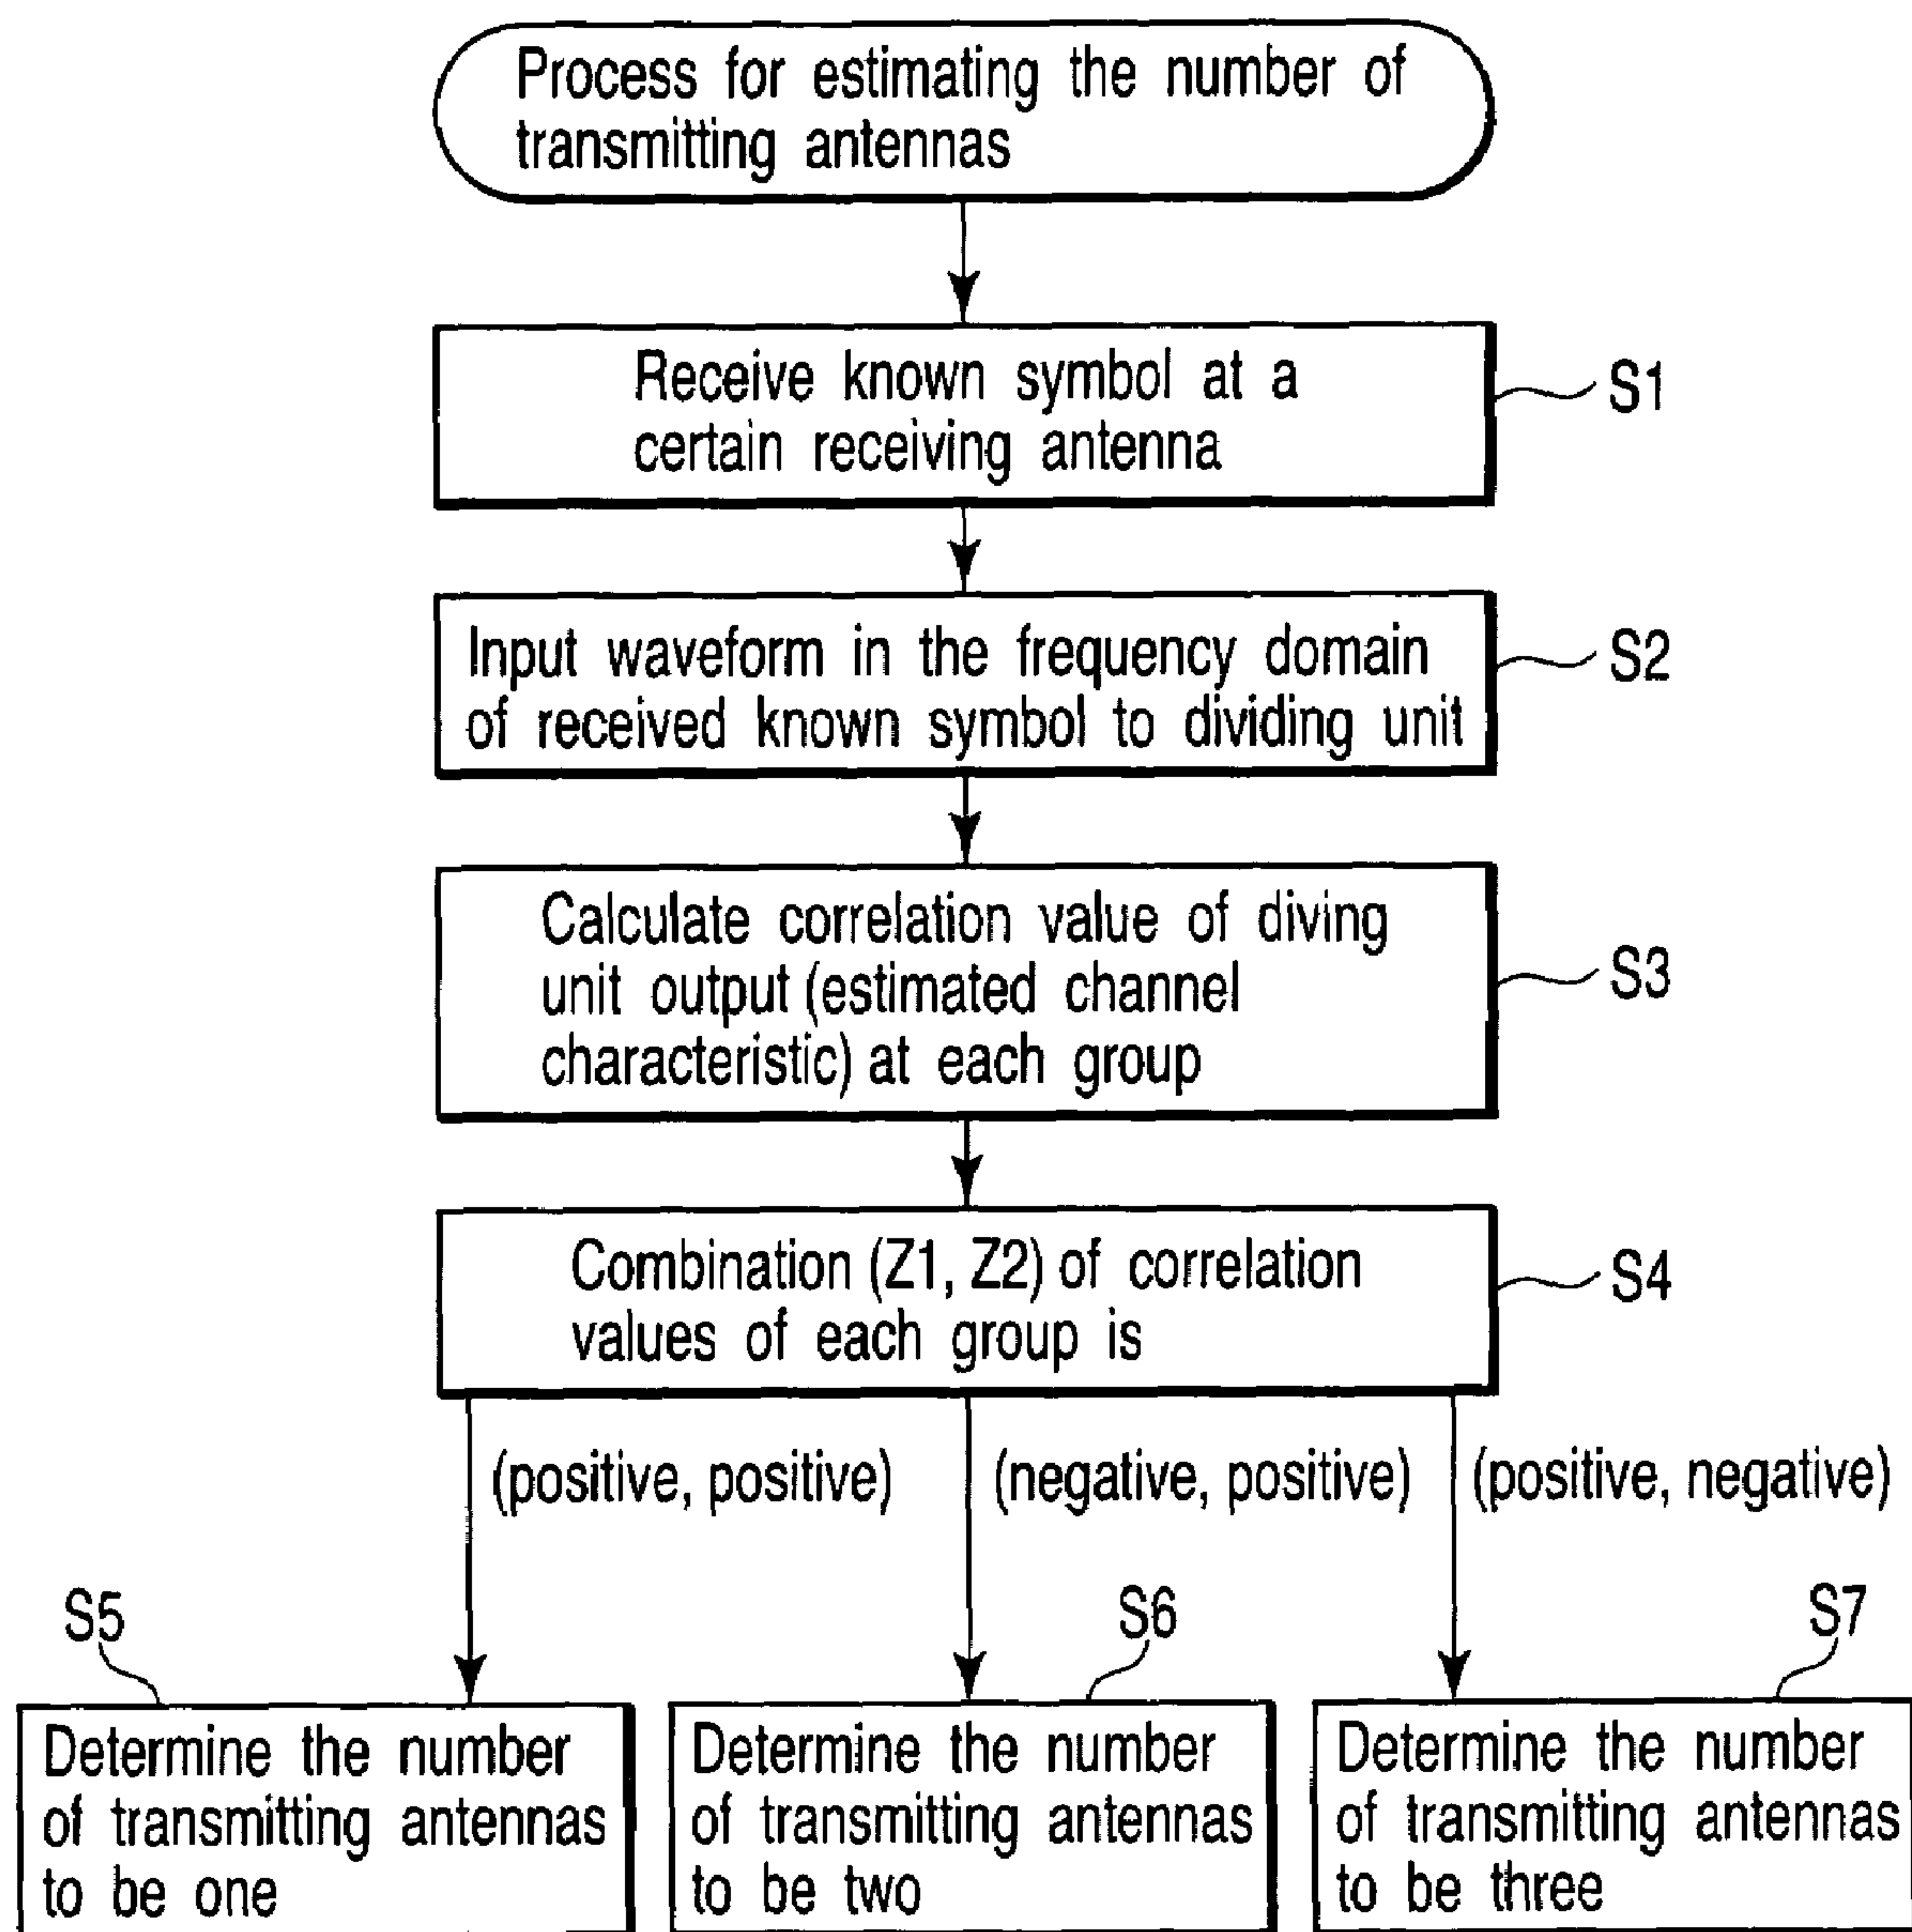 Process for estimating the number of
transmitting antennas
Receive known symbol at a
certain receiving antenna
S1
Input waveform in the frequency domain
of received known symbol to dividing unit
S2
Calculate correlation value of diving
unit output (estimated channel
characteristic) at each group
S3
Combination (Z1, Z2) of correlation
values of each group is
S4
(positive, positive)
(negative, positive)
(positive, negative)
S5
S6
S7
Determine the number
of transmitting antennas
to be one
Determine the number
of transmitting antennas
to be two
Determine the number
of transmitting antennas
to be three